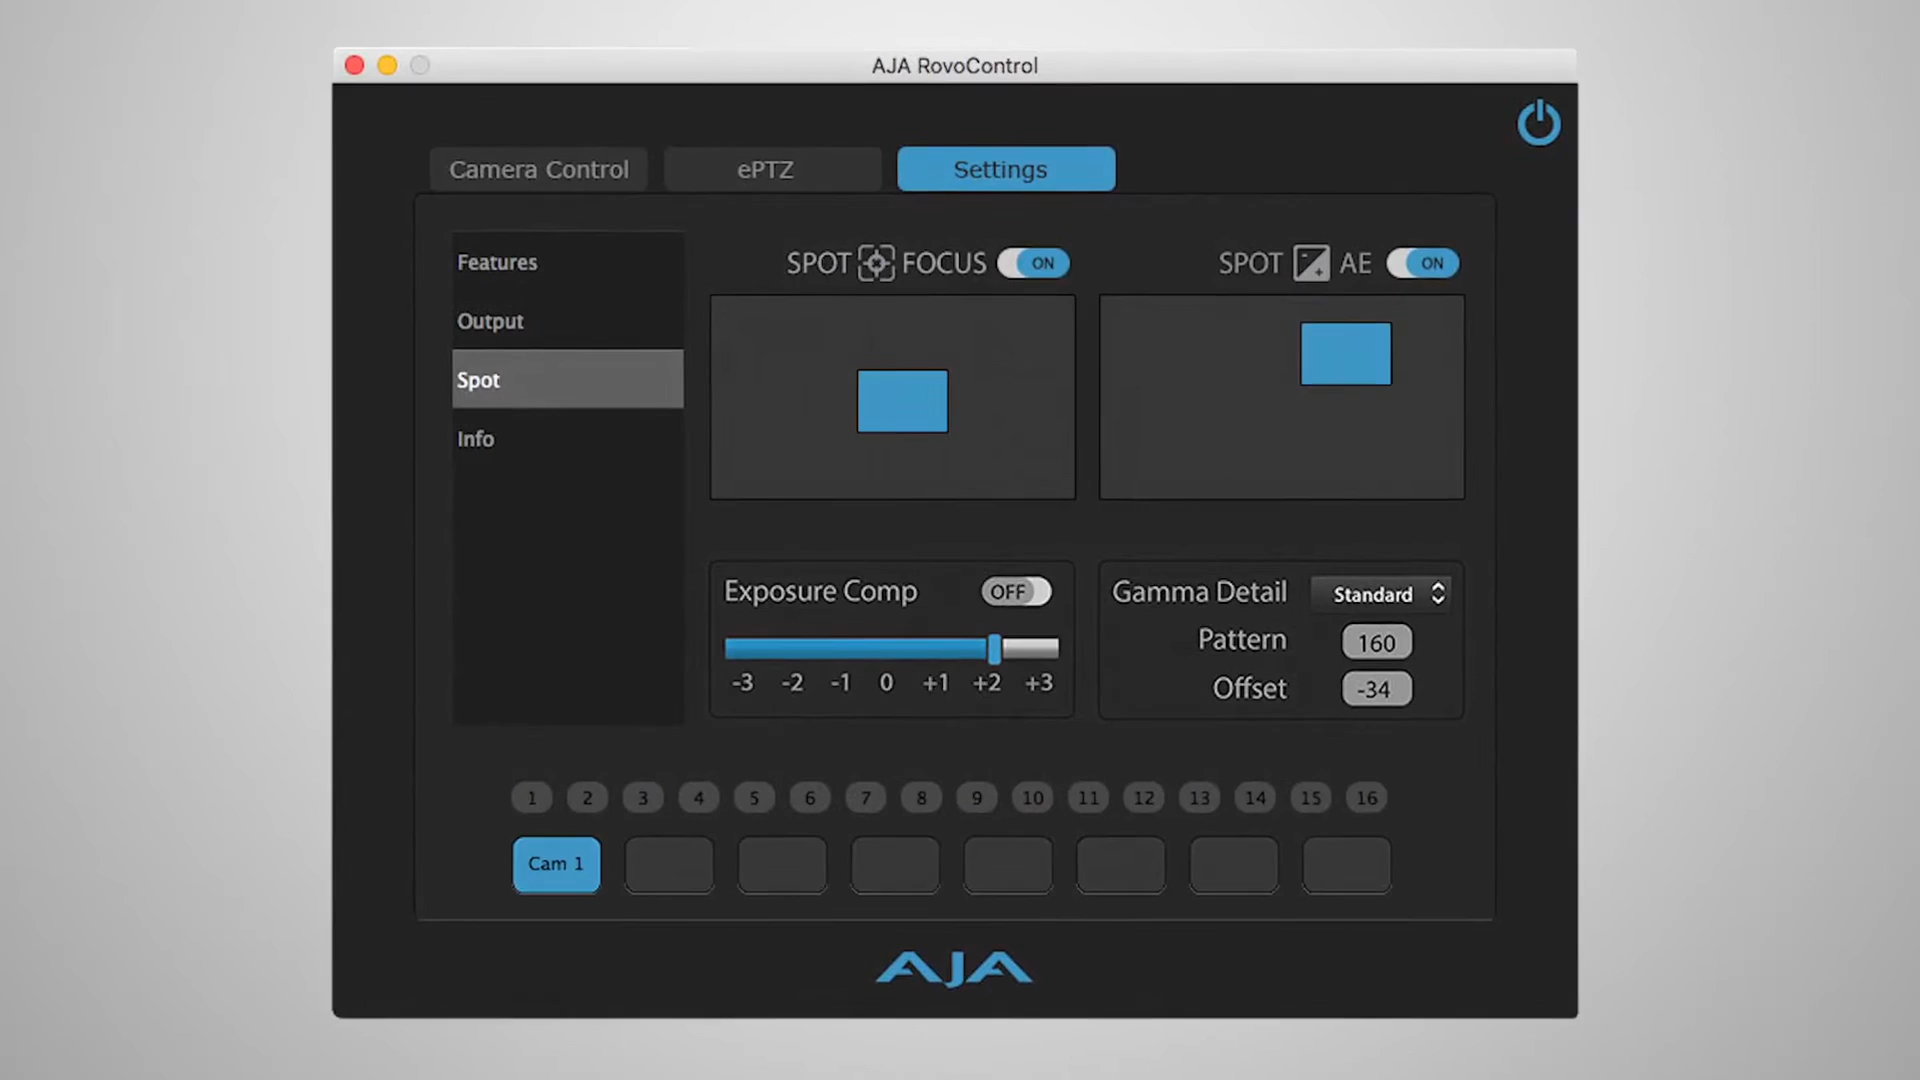 AJA RovoControl
Camera Control
ePTZ
Settings
Features
Output
Spot
Info
SPOT FOCUS ON
SPOT AE ON
Exposure Comp OFF
-3 -2 -1 0 +1 +2 +3
Gamma Detail Standard
Pattern 160
Offset -34
1 2 3 4 5 6 7 8 9 10 11 12 13 14 15 16
Cam 1
AJA